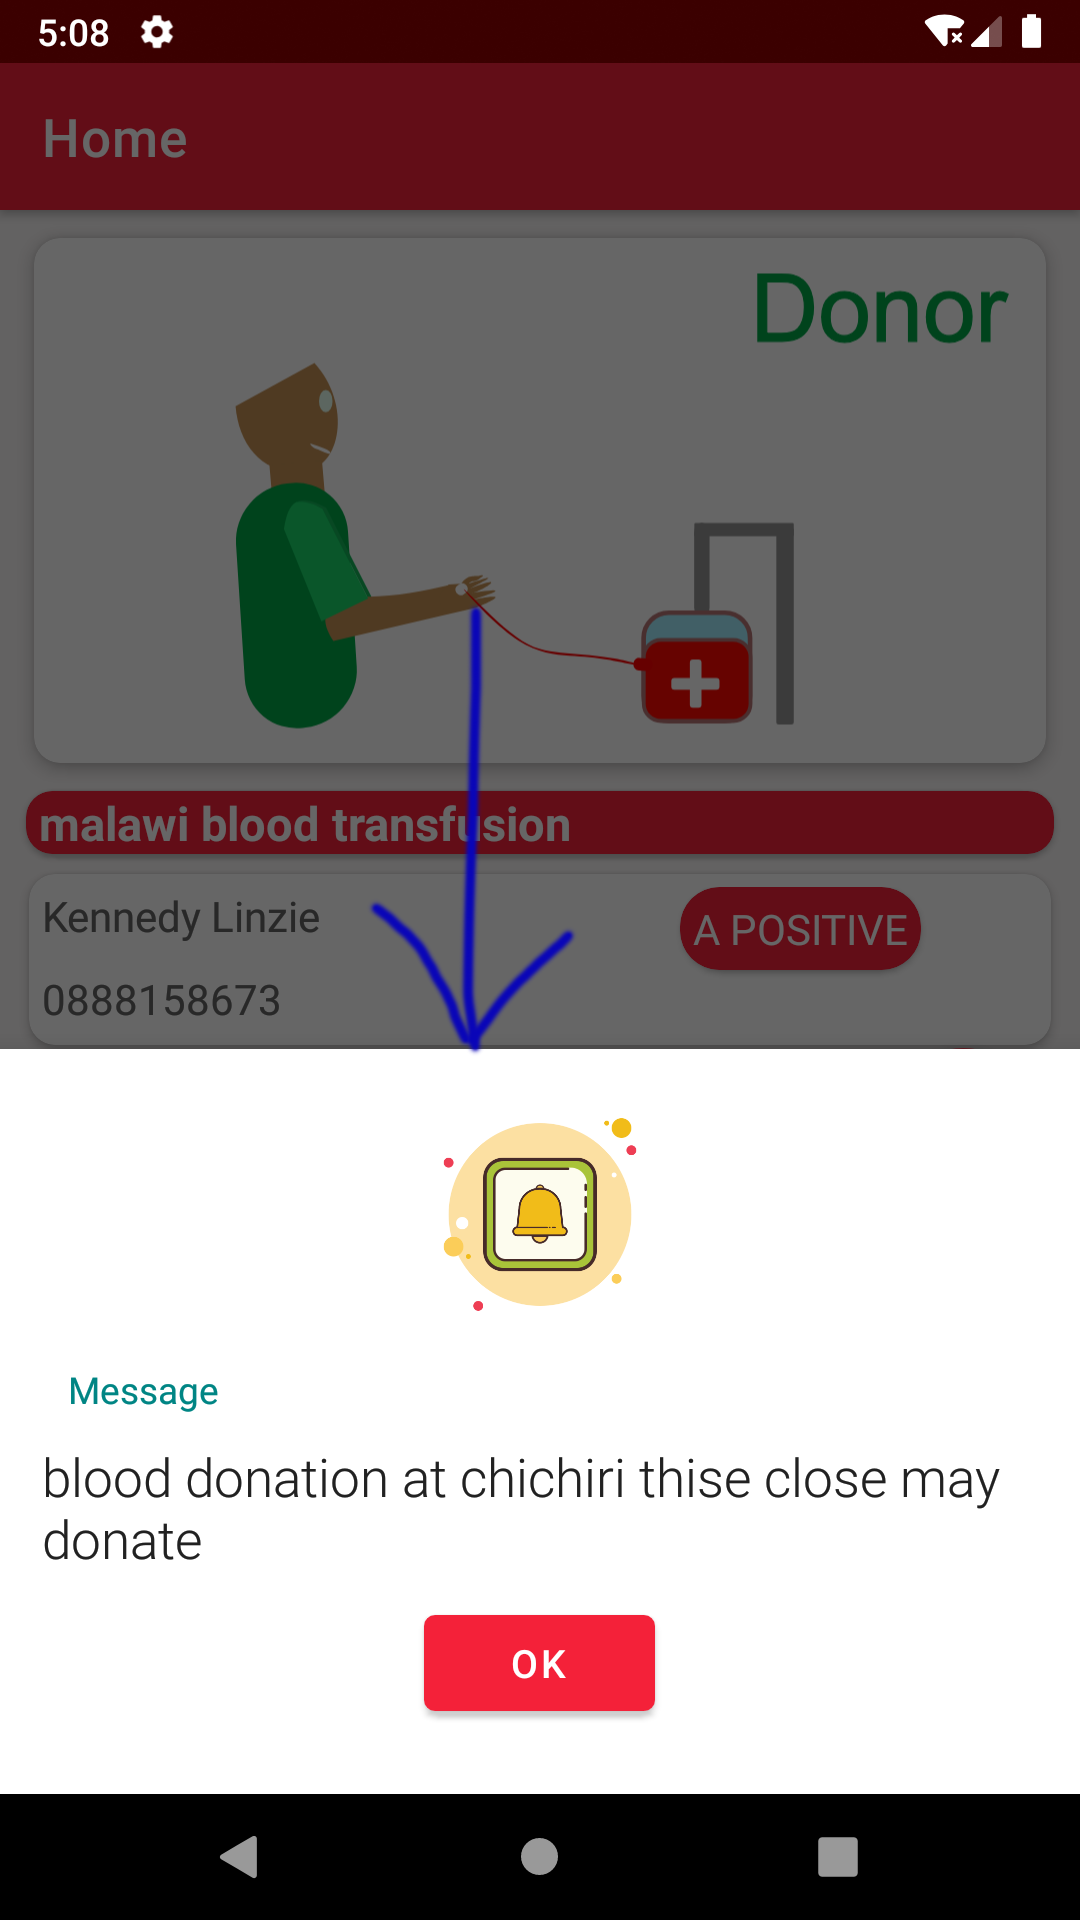 5:08
Home
Donor
malawi blood transfusion
Kennedy Linzie
A POSITIVE
0888158673
Message
blood donation at chichiri thise close may
donate
OK